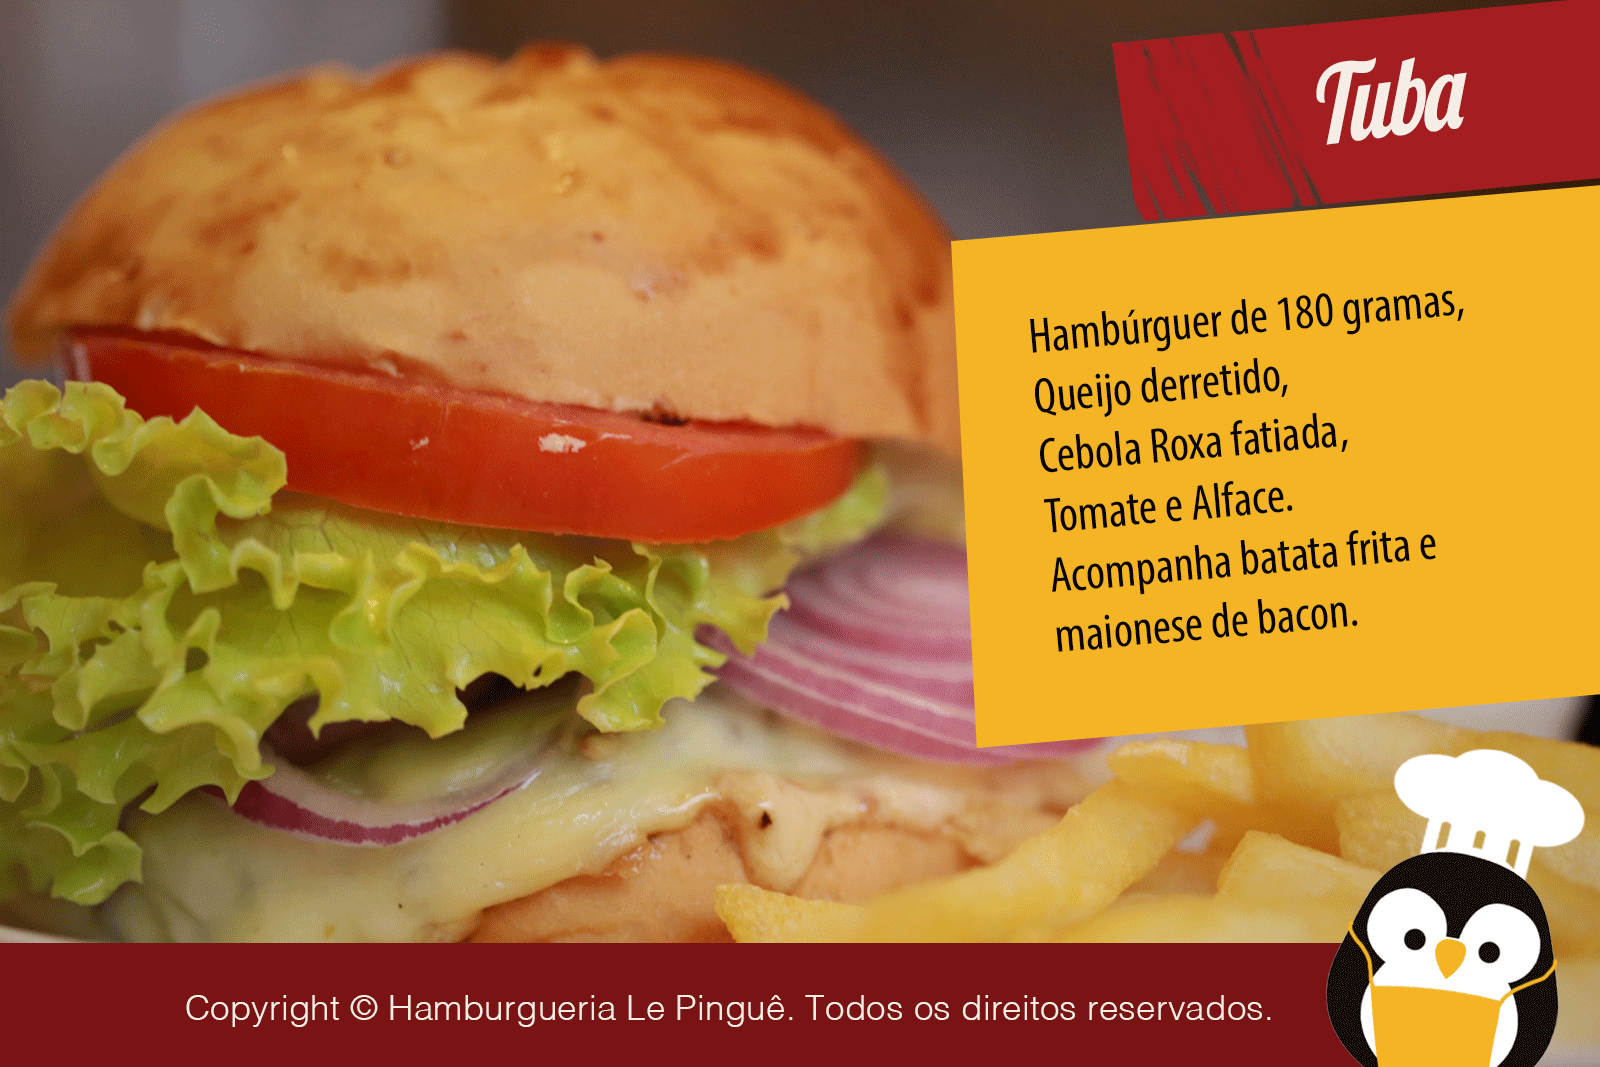 Tuba
Hambúrguer de 180 gramas,
Queijo derretido,
Cebola Roxa fatiada,
Tomate e Alface.
Acompanha batata frita e
maionese de bacon.
Copyright © Hamburgueria Le Pinguê. Todos os direitos reservados.